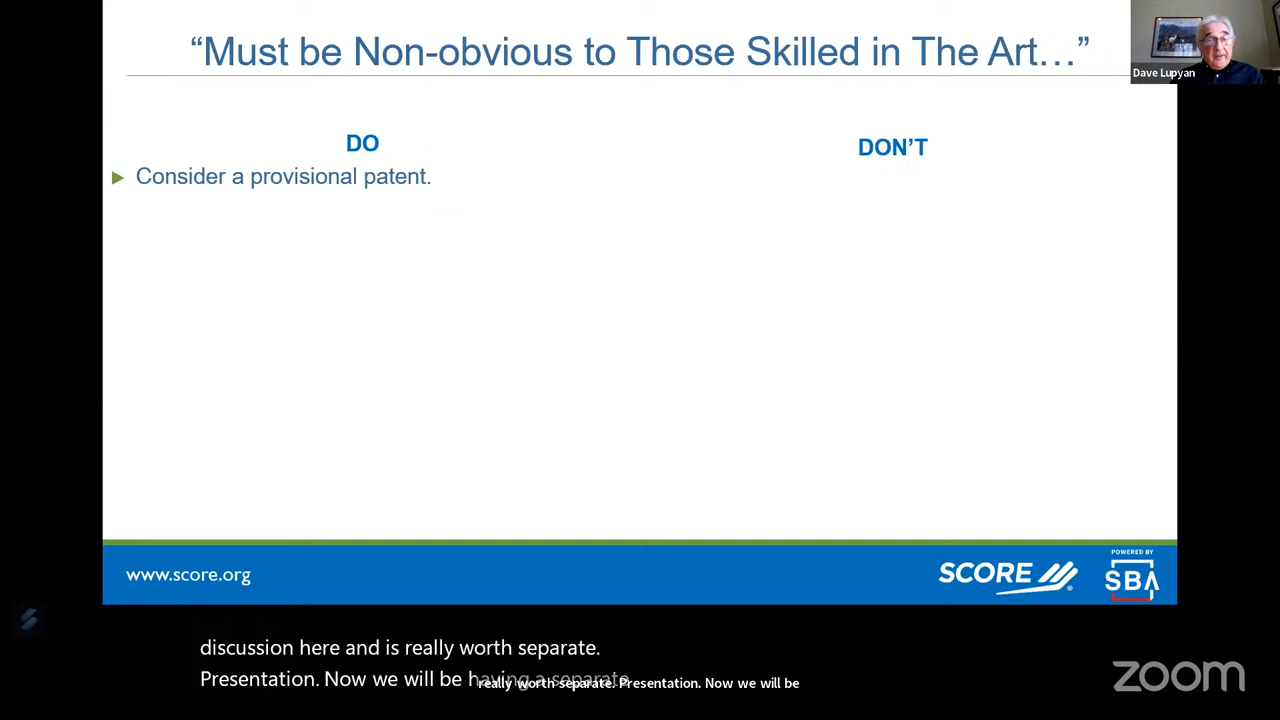 “Must be Non-obvious to Those Skilled in The Art…”
Dave Lupyan
DO
DON’T
Consider a provisional patent.
www.score.org
SCORE
POWERED BY
SBA
discussion here and is really worth separate.
Presentation. Now we will be having a separate
really worth separate. Presentation. Now we will be
zoom